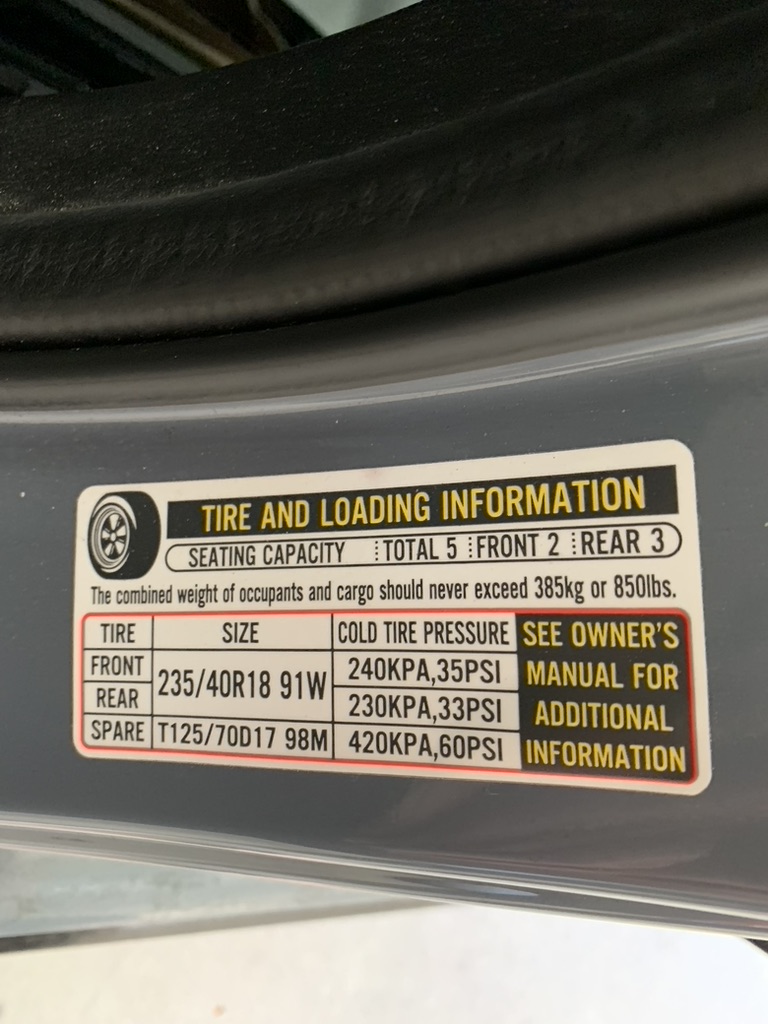 TIRE AND LOADING INFORMATION
SEATING CAPACITY TOTAL 5 FRONT 2 REAR 3
The combined weight of occupants and cargo should never exceed 385kg or 850lbs.
TIRE SIZE COLD TIRE PRESSURE
FRONT 235/40R18 91W 240KPA,35PSI
REAR 230KPA,33PSI
SPARE T125/70D17 98M 420KPA,60PSI
SEE OWNER'S
MANUAL FOR
ADDITIONAL
INFORMATION